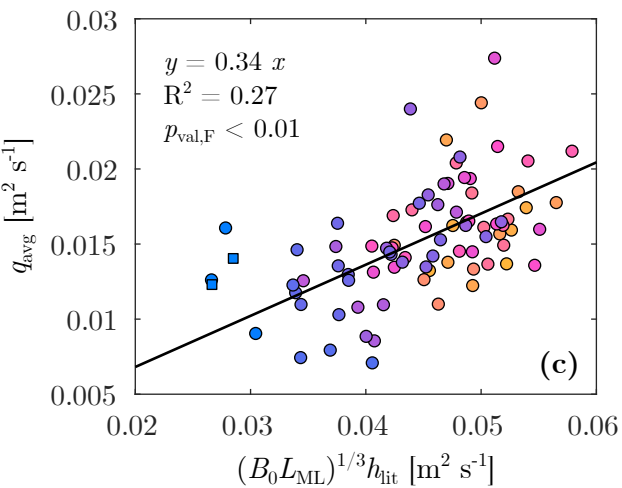 0.03
0.025
0.02
0.015
0.01
0.005
q_avg [m² s⁻¹]
y = 0.34 x
R² = 0.27
p_val,F < 0.01
(c)
0.02 0.03 0.04 0.05 0.06
(B₀L_ML)^1/3 h_lit [m² s⁻¹]